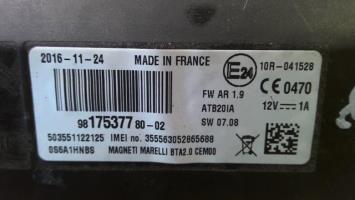 2016-11-24 MADE IN FRANCE E24 10R-041528
FW AR 1.9 CE 0470
ATB20IA 12V 1A
98 175377 80-02 SW 07.08
503551122125 IMEI no. 355563052865688
0S6A1HNBS MAGNETI MARELLI BTA2.0 CEM00